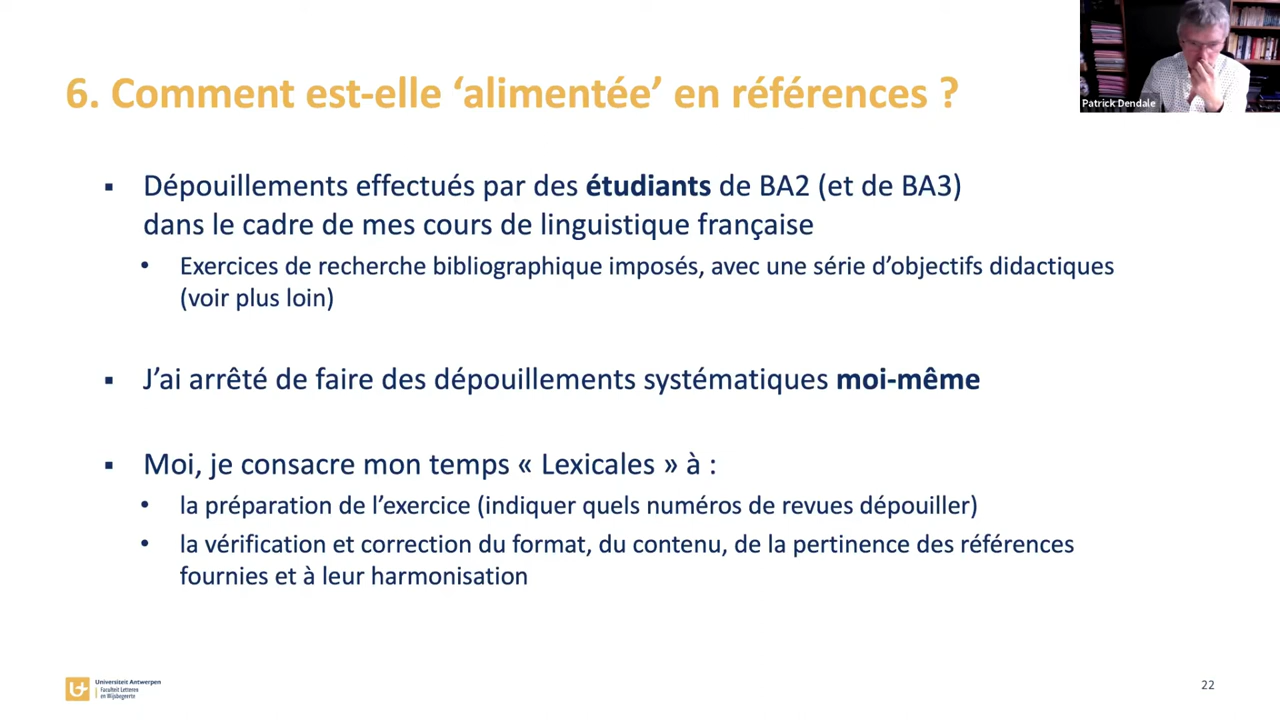 Patrick Dendale
6. Comment est-elle ‘alimentée’ en références ?
▪ Dépouillements effectués par des étudiants de BA2 (et de BA3)
dans le cadre de mes cours de linguistique française
• Exercices de recherche bibliographique imposés, avec une série d’objectifs didactiques
(voir plus loin)
▪ J’ai arrêté de faire des dépouillements systématiques moi-même
▪ Moi, je consacre mon temps « Lexicales » à :
• la préparation de l’exercice (indiquer quels numéros de revues dépouiller)
• la vérification et correction du format, du contenu, de la pertinence des références
fournies et à leur harmonisation
Universiteit Antwerpen
Faculteit Letteren
en Wijsbegeerte
22